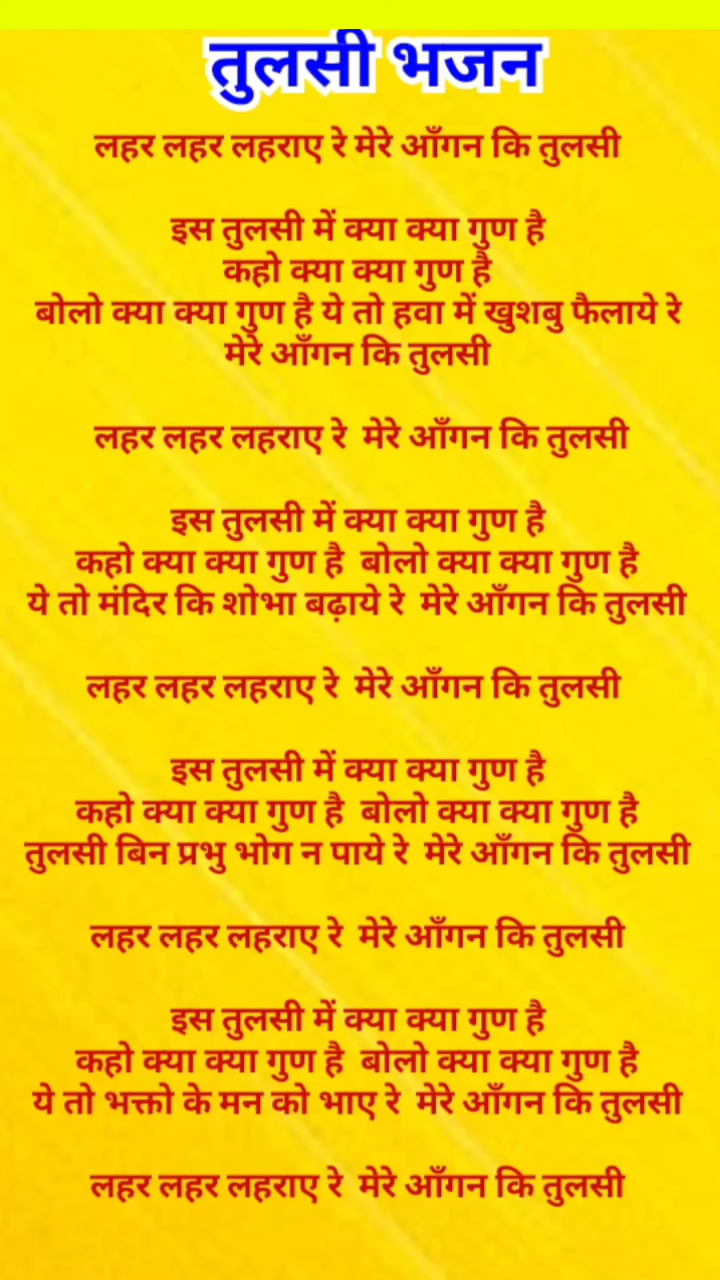 तुलसी भजन
लहर लहर लहराए रे मेरे आँगन कि तुलसी
इस तुलसी में क्या क्या गुण है
कहो क्या क्या गुण है
बोलो क्या क्या गुण है ये तो हवा में खुशबु फैलाये रे
मेरे आँगन कि तुलसी
लहर लहर लहराए रे मेरे आँगन कि तुलसी
इस तुलसी में क्या क्या गुण है
कहो क्या क्या गुण है बोलो क्या क्या गुण है
ये तो मंदिर कि शोभा बढ़ाये रे मेरे आँगन कि तुलसी
लहर लहर लहराए रे मेरे आँगन कि तुलसी
इस तुलसी में क्या क्या गुण है
कहो क्या क्या गुण है बोलो क्या क्या गुण है
तुलसी बिन प्रभु भोग न पाये रे मेरे आँगन कि तुलसी
लहर लहर लहराए रे मेरे आँगन कि तुलसी
इस तुलसी में क्या क्या गुण है
कहो क्या क्या गुण है बोलो क्या क्या गुण है
ये तो भक्तो के मन को भाए रे मेरे आँगन कि तुलसी
लहर लहर लहराए रे मेरे आँगन कि तुलसी